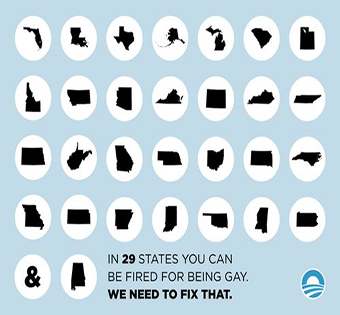 &
IN 29 STATES YOU CAN
BE FIRED FOR BEING GAY.
WE NEED TO FIX THAT.